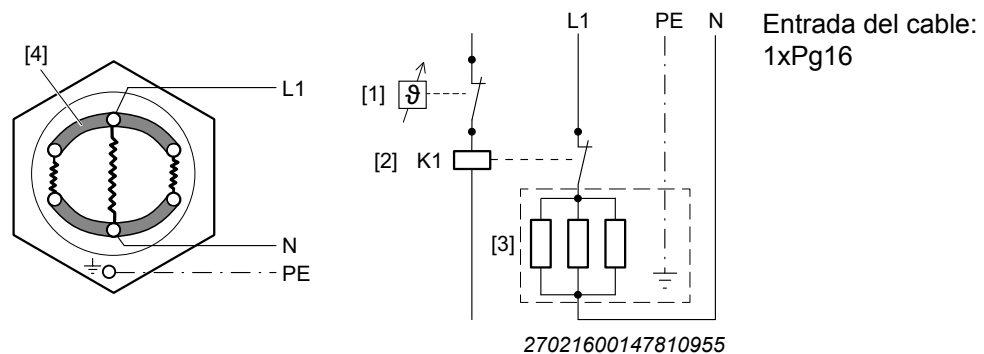 [4]
L1
N
PE
[1]
ϑ
[2] K1
[3]
L1 PE N
Entrada del cable:
1xPg16
27021600147810955